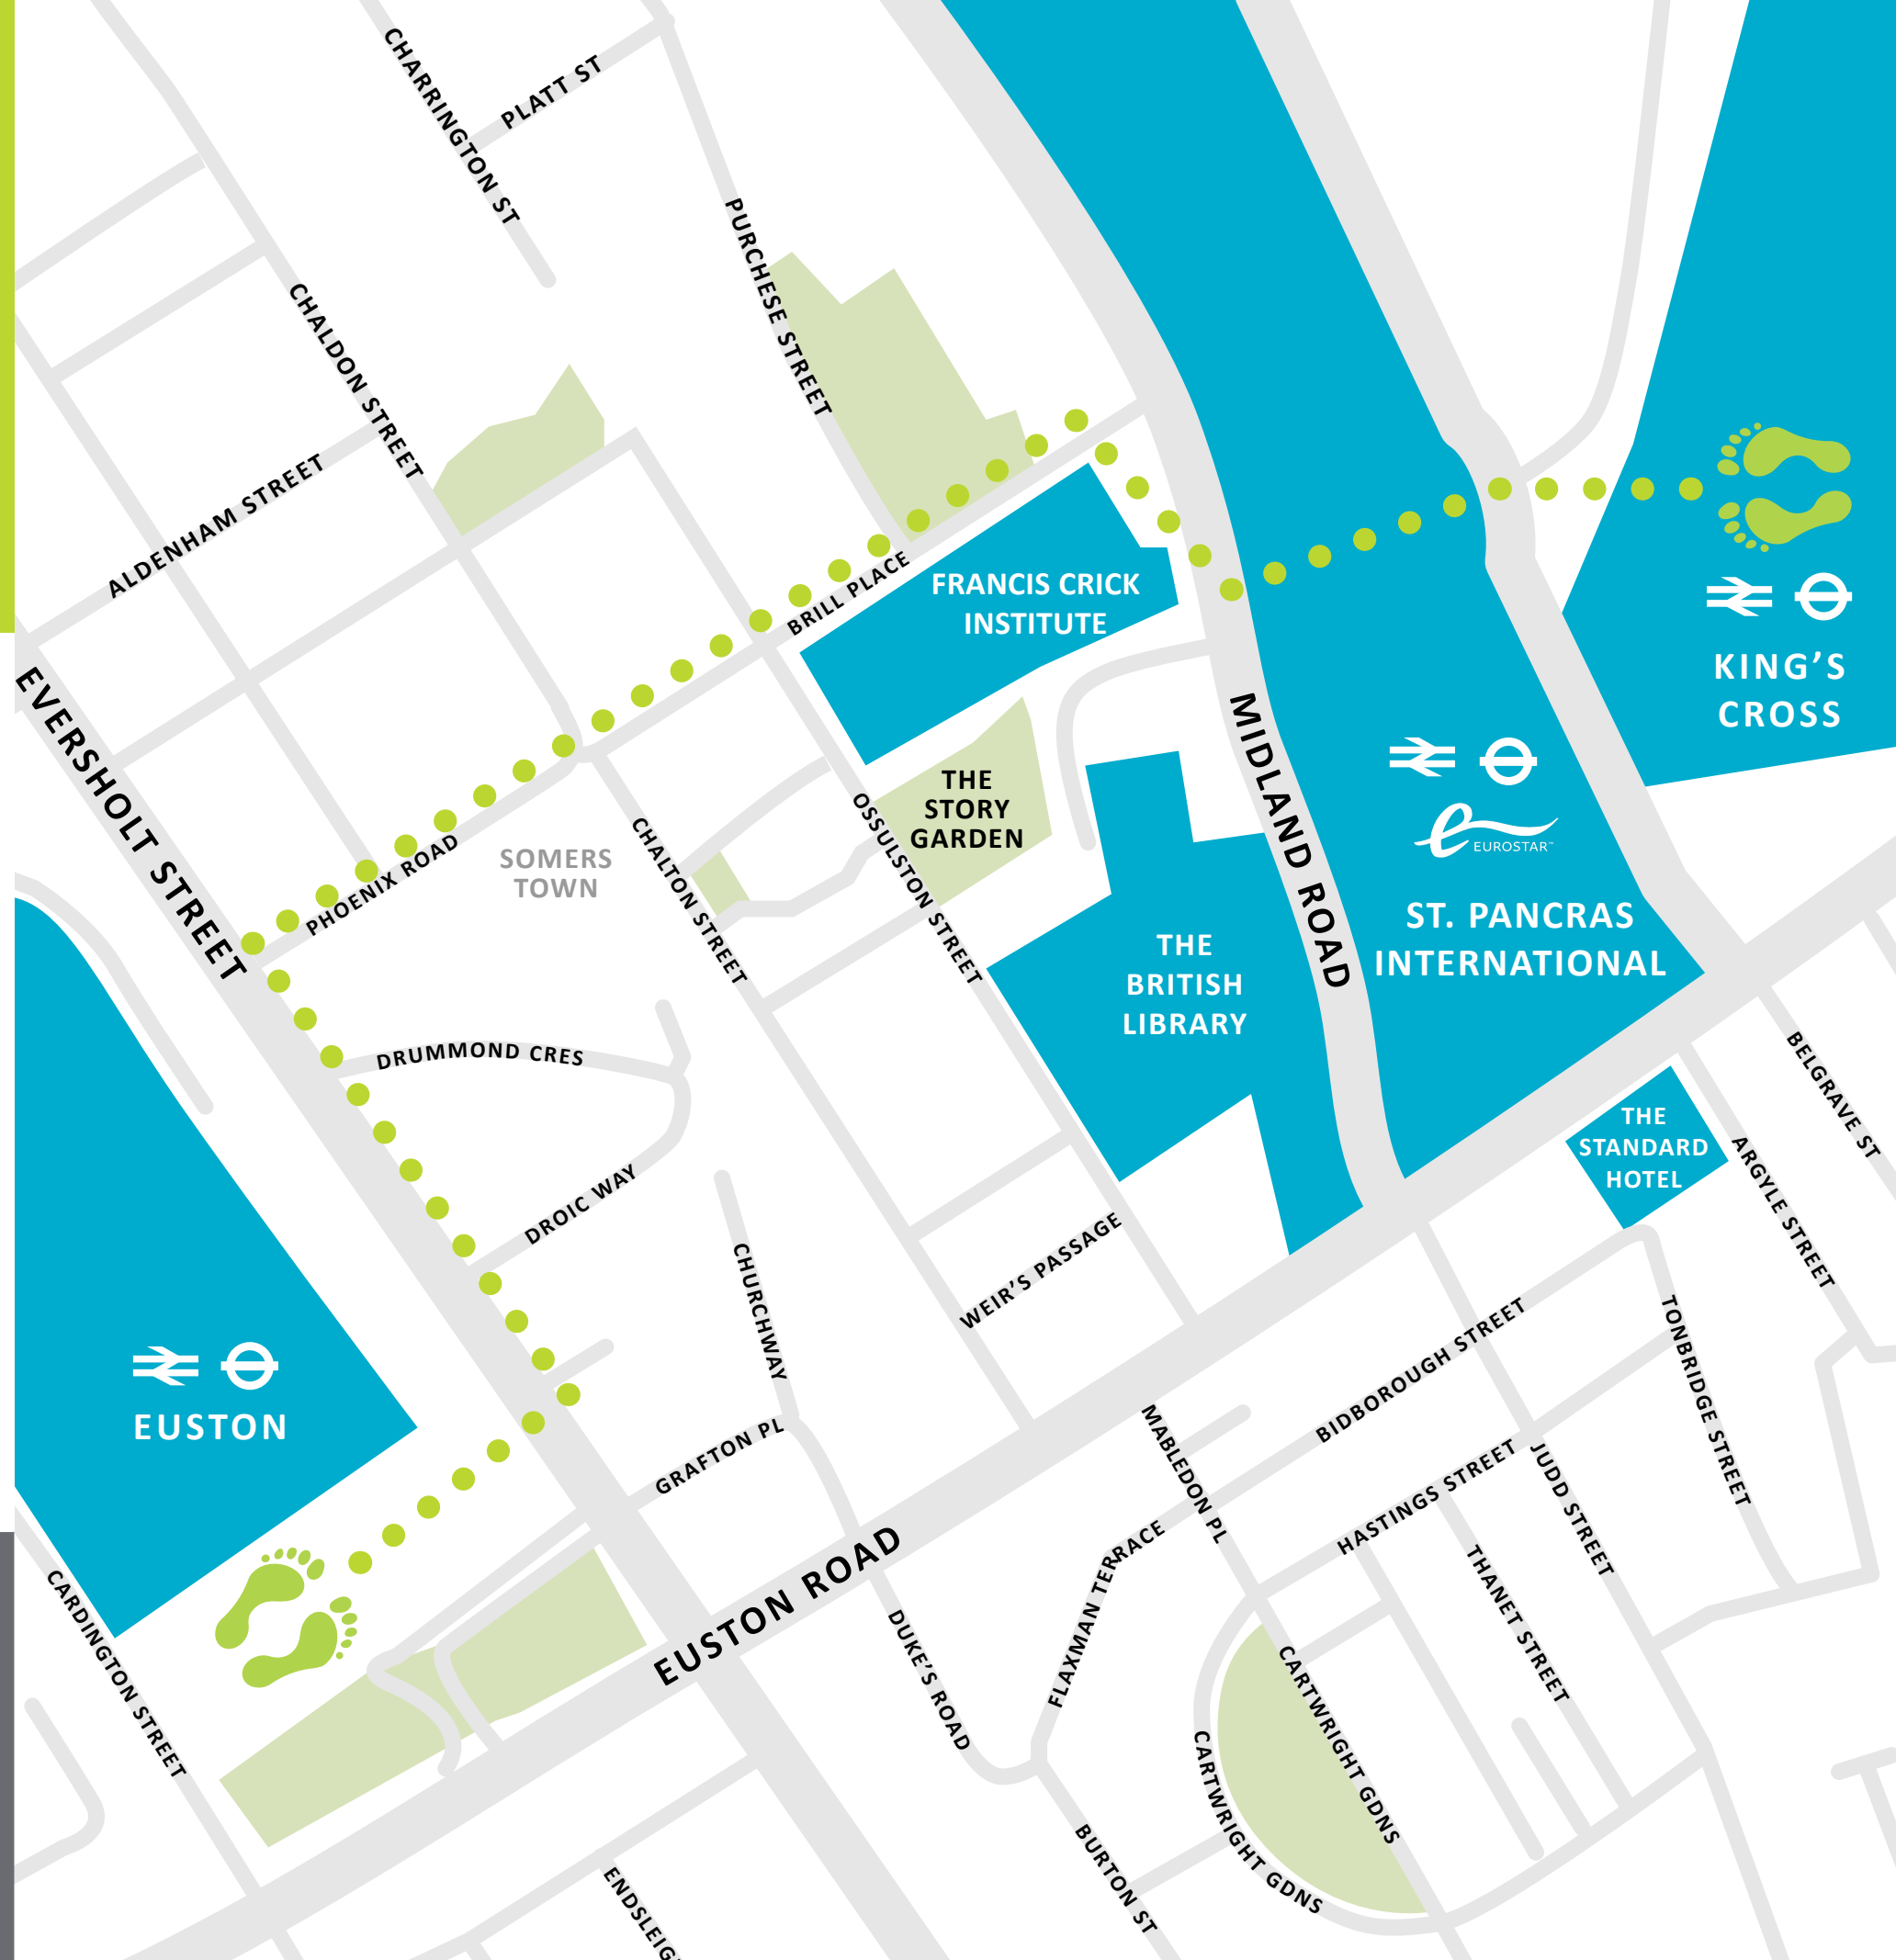 CHARRINGTON ST
PLATT ST
PURCHESE STREET
CHALDON STREET
ALDENHAM STREET
BRILL PLACE
FRANCIS CRICK
INSTITUTE
KING'S
CROSS
EVERSHOLT STREET
MIDLAND ROAD
THE
STORY
GARDEN
OSSULSTON STREET
CHALTON STREET
PHOENIX ROAD
SOMERS
TOWN
EUROSTAR™
ST. PANCRAS
INTERNATIONAL
THE
BRITISH
LIBRARY
DRUMMOND CRES
DROIC WAY
CHURCHWAY
WEIR'S PASSAGE
THE
STANDARD
HOTEL
BELGRAVE ST
ARGYLE STREET
TONBRIDGE STREET
BIDBOROUGH STREET
EUSTON
GRAFTON PL
MABLEDON PL
HASTINGS STREET
JUDD STREET
THANET STREET
EUSTON ROAD
FLAXMAN TERRACE
DUKE'S ROAD
CARDINGTON STREET
CARTWRIGHT GDNS
CARTWRIGHT GDNS
BURTON ST
ENDSLEIG